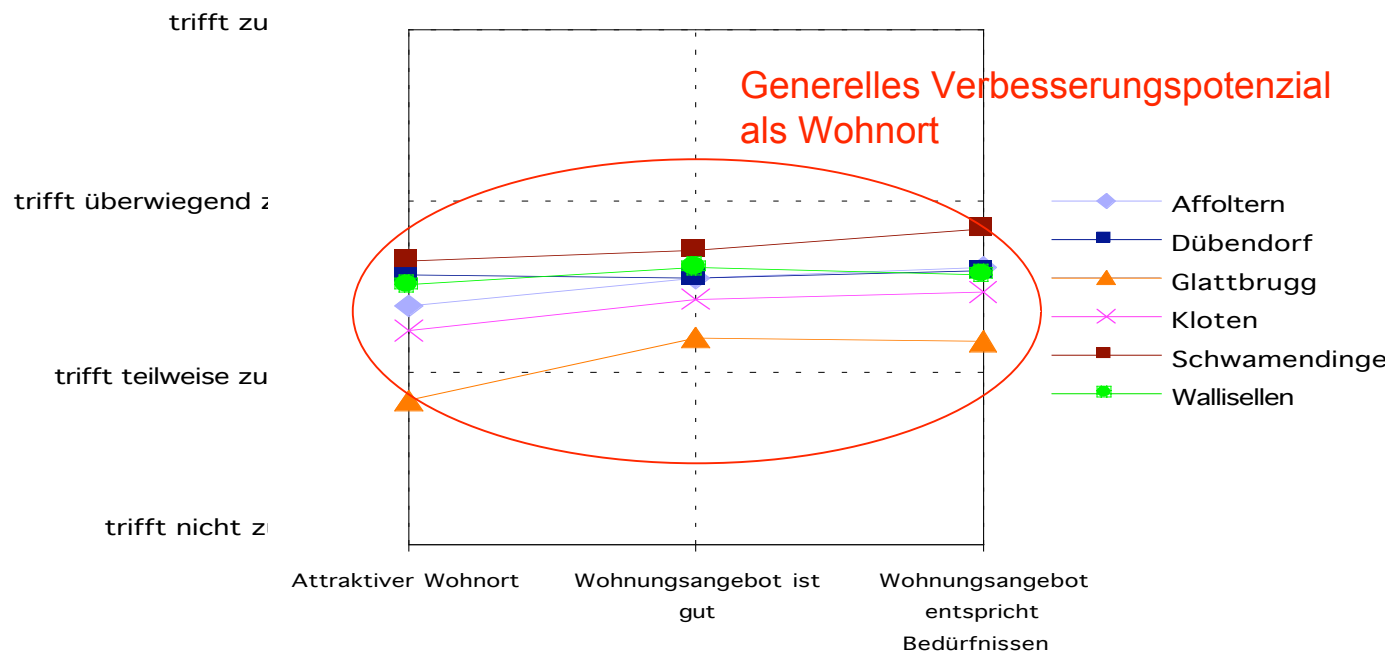 trifft zu
Generelles Verbesserungspotenzial
als Wohnort
trifft überwiegend z
trifft teilweise zu
trifft nicht z
Affoltern
Dübendorf
Glattbrugg
Kloten
Schwamendinge
Wallisellen
Attraktiver Wohnort
Wohnungsangebot ist
gut
Wohnungsangebot
entspricht
Bedürfnissen